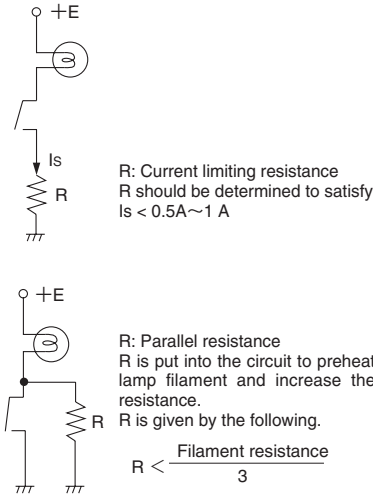 +E
Is
R
R: Current limiting resistance
R should be determined to satisfy
Is < 0.5A～1 A
+E
R
R: Parallel resistance
R is put into the circuit to preheat
lamp filament and increase the
resistance.
R is given by the following.
R < Filament resistance
3